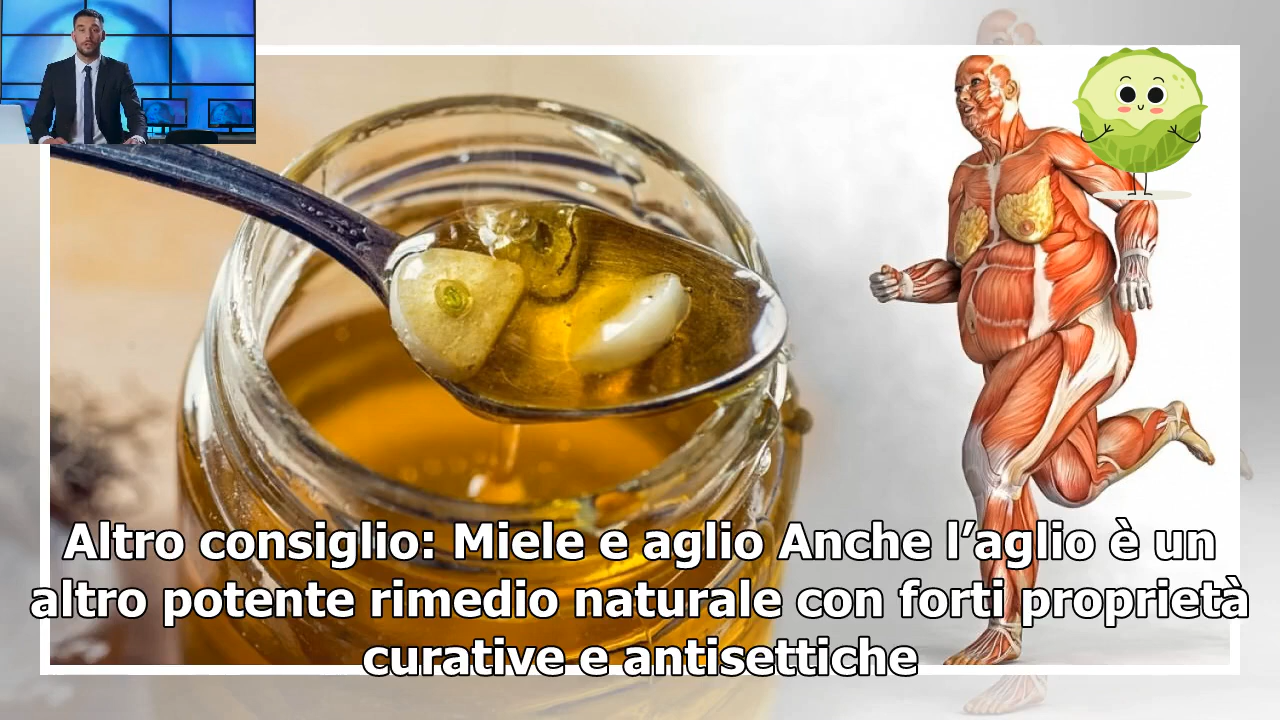 Altro consiglio: Miele e aglio Anche l’aglio è un
altro potente rimedio naturale con forti proprietà
curative e antisettiche